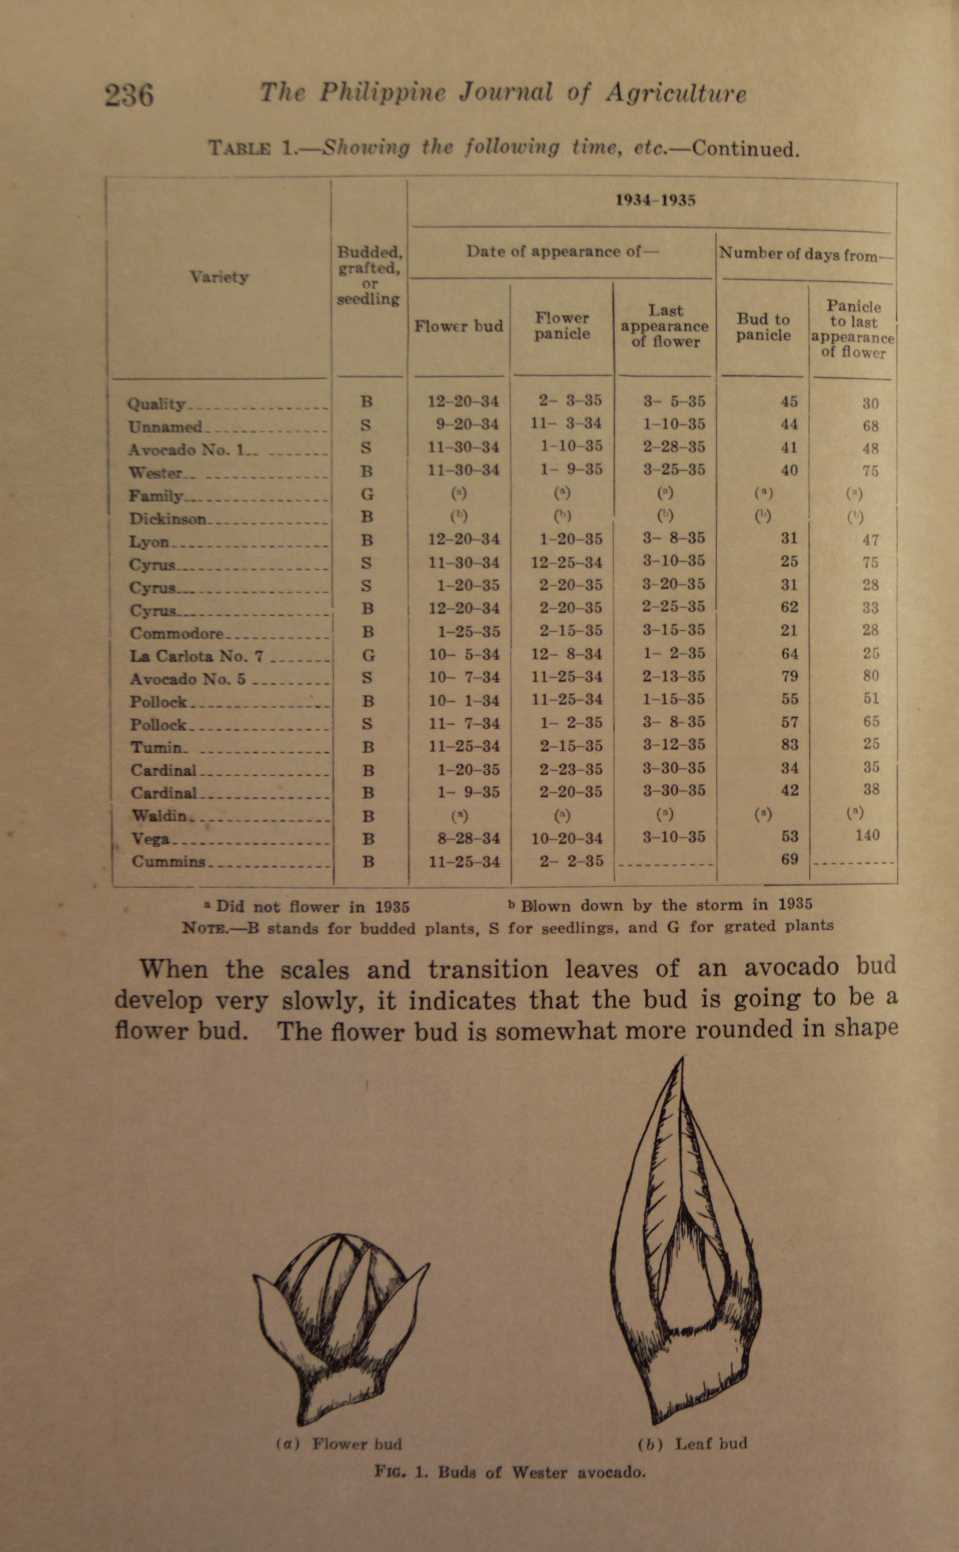 236 The Philippine Journal of Agriculture
TABLE 1.—Showing the following time, etc.—Continued.
Variety
Budded, grafted, or seedling
1934-1935
Date of appearance of—
Number of days from—
Flower bud
Flower panicle
Last appearance of flower
Bud to panicle
Panicle to last appearance of flower
Quality B 12-20-34 2- 3-35 3- 5-35 45 30
Unnamed S 9-20-34 11- 3-34 1-10-35 44 68
Avocado No. 1 S 11-30-34 1-10-35 2-28-35 41 48
Wester B 11-30-34 1- 9-35 3-25-35 40 75
Family G (a) (a) (a) (a) (a)
Dickinson B (b) (b) (b) (b) (b)
Lyon B 12-20-34 1-20-35 3- 8-35 31 47
Cyrus S 11-30-34 12-25-34 3-10-35 25 75
Cyrus S 1-20-35 2-20-35 3-20-35 31 28
Cyrus B 12-20-34 2-20-35 2-25-35 62 33
Commodore B 1-25-35 2-15-35 3-15-35 21 28
La Carlota No. 7 G 10- 5-34 12- 8-34 1- 2-35 64 25
Avocado No. 5 S 10- 7-34 11-25-34 2-13-35 79 80
Pollock B 10- 1-34 11-25-34 1-15-35 55 51
Pollock S 11- 7-34 1- 2-35 3- 8-35 57 65
Tumin B 11-25-34 2-15-35 3-12-35 83 25
Cardinal B 1-20-35 2-23-35 3-30-35 34 35
Cardinal B 1- 9-35 2-20-35 3-30-35 42 38
Waldin B (a) (a) (a) (a) (a)
Vega B 8-28-34 10-20-34 3-10-35 53 140
Cummins B 11-25-34 2- 2-35 69
a Did not flower in 1935 b Blown down by the storm in 1935
NOTE.—B stands for budded plants, S for seedlings, and G for grated plants
When the scales and transition leaves of an avocado bud
develop very slowly, it indicates that the bud is going to be a
flower bud. The flower bud is somewhat more rounded in shape
(a) Flower bud (b) Leaf bud
FIG. 1. Buds of Wester avocado.